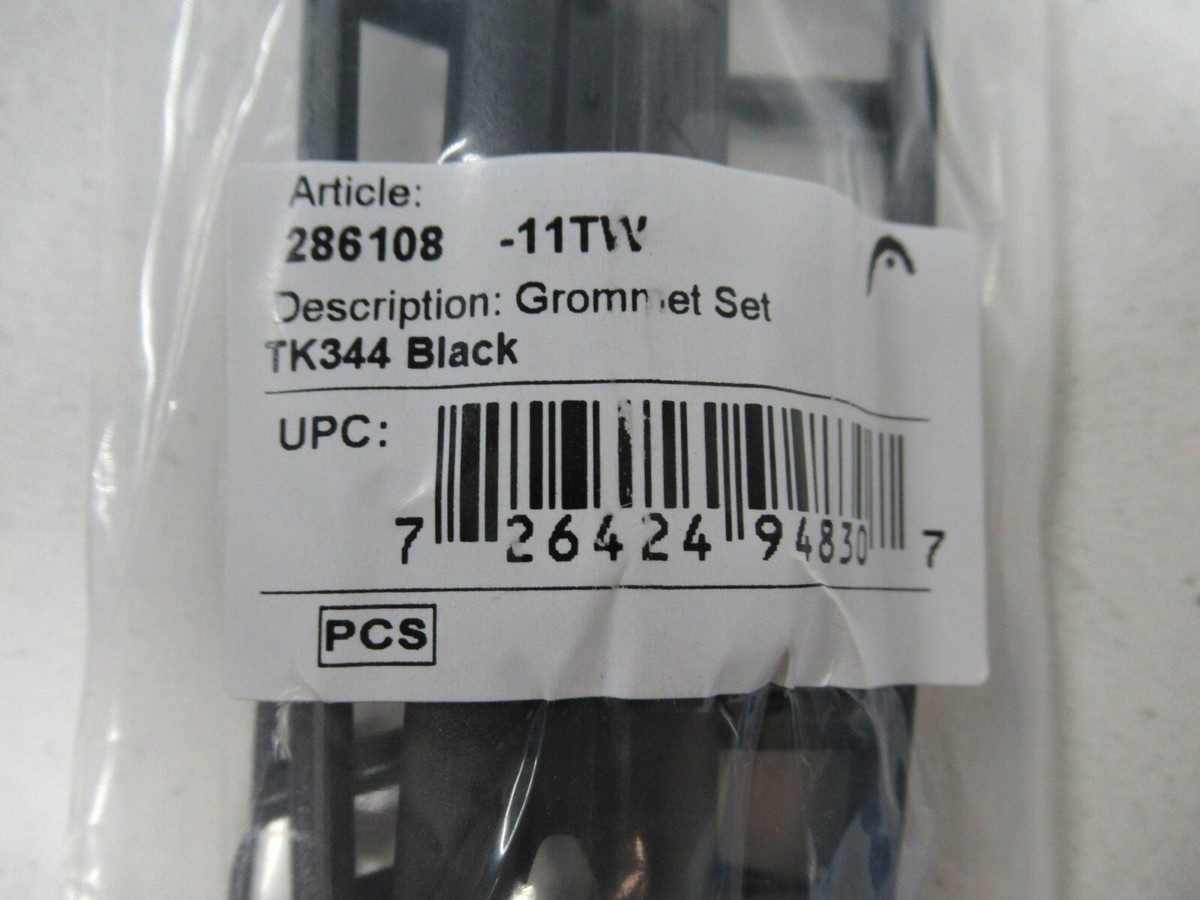 Article:
286108 -11TW
Description: Grommet Set
TK344 Black
UPC:
7 26424 94830 7
PCS